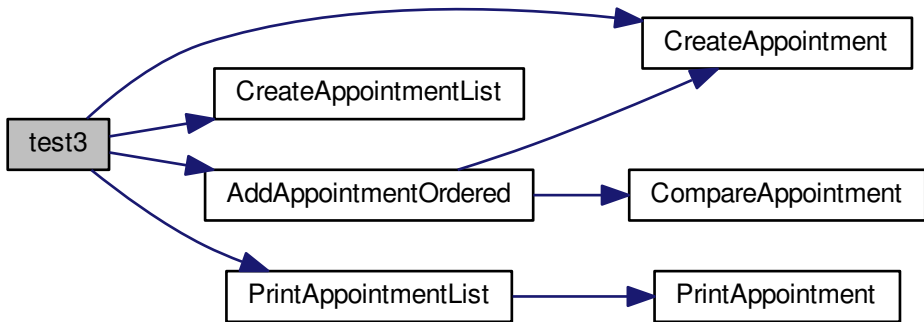 CreateAppointment
CreateAppointmentList
test3
AddAppointmentOrdered
CompareAppointment
PrintAppointmentList
PrintAppointment